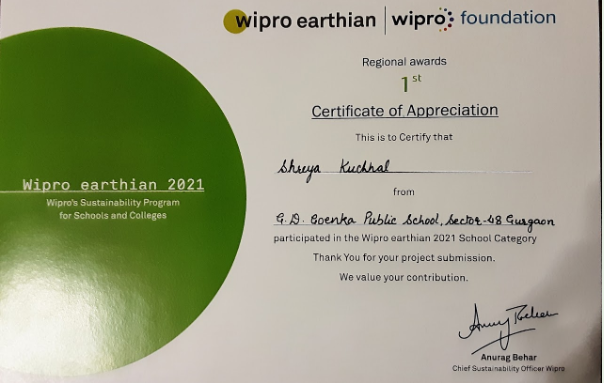 wipro earthian | wipro foundation
Regional awards
1st
Certificate of Appreciation
This is to Certify that
Shreya Kuchhal
from
Wipro earthian 2021
Wipro's Sustainability Program
for Schools and Colleges
G.D. Goenka Public School, Sector-48 Gurgaon
participated in the Wipro earthian 2021 School Category
Thank You for your project submission.
We value your contribution.
Anurag Behar
Anurag Behar
Chief Sustainability Officer Wipro